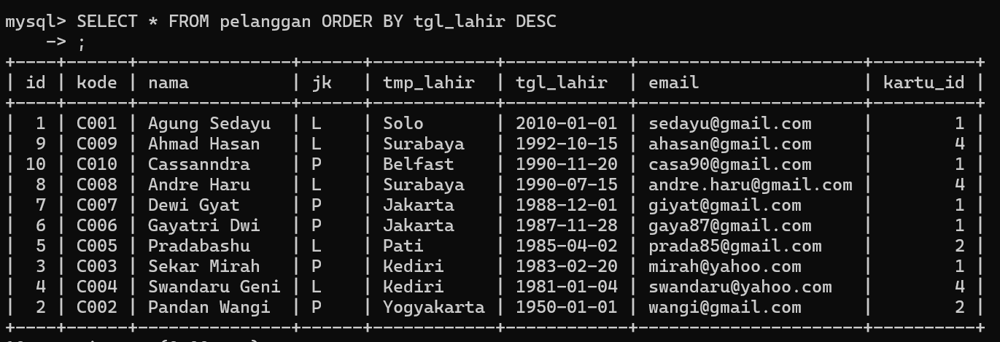 mysql> SELECT * FROM pelanggan ORDER BY tgl_lahir DESC
    -> ;
+----+------+---------------+------+------------+------------+----------------------+----------+
| id | kode | nama          | jk   | tmp_lahir  | tgl_lahir  | email                | kartu_id |
+----+------+---------------+------+------------+------------+----------------------+----------+
|  1 | C001 | Agung Sedayu  | L    | Solo       | 2010-01-01 | sedayu@gmail.com     |        1 |
|  9 | C009 | Ahmad Hasan   | L    | Surabaya   | 1992-10-15 | ahasan@gmail.com     |        4 |
| 10 | C010 | Cassanndra    | P    | Belfast    | 1990-11-20 | casa90@gmail.com     |        1 |
|  8 | C008 | Andre Haru    | L    | Surabaya   | 1990-07-15 | andre.haru@gmail.com |        4 |
|  7 | C007 | Dewi Gyat     | P    | Jakarta    | 1988-12-01 | giyat@gmail.com      |        1 |
|  6 | C006 | Gayatri Dwi   | P    | Jakarta    | 1987-11-28 | gaya87@gmail.com     |        1 |
|  5 | C005 | Pradabashu    | L    | Pati       | 1985-04-02 | prada85@gmail.com    |        2 |
|  3 | C003 | Sekar Mirah   | P    | Kediri     | 1983-02-20 | mirah@yahoo.com      |        1 |
|  4 | C004 | Swandaru Geni | L    | Kediri     | 1981-01-04 | swandaru@yahoo.com   |        4 |
|  2 | C002 | Pandan Wangi  | P    | Yogyakarta | 1950-01-01 | wangi@gmail.com      |        2 |
+----+------+---------------+------+------------+------------+----------------------+----------+